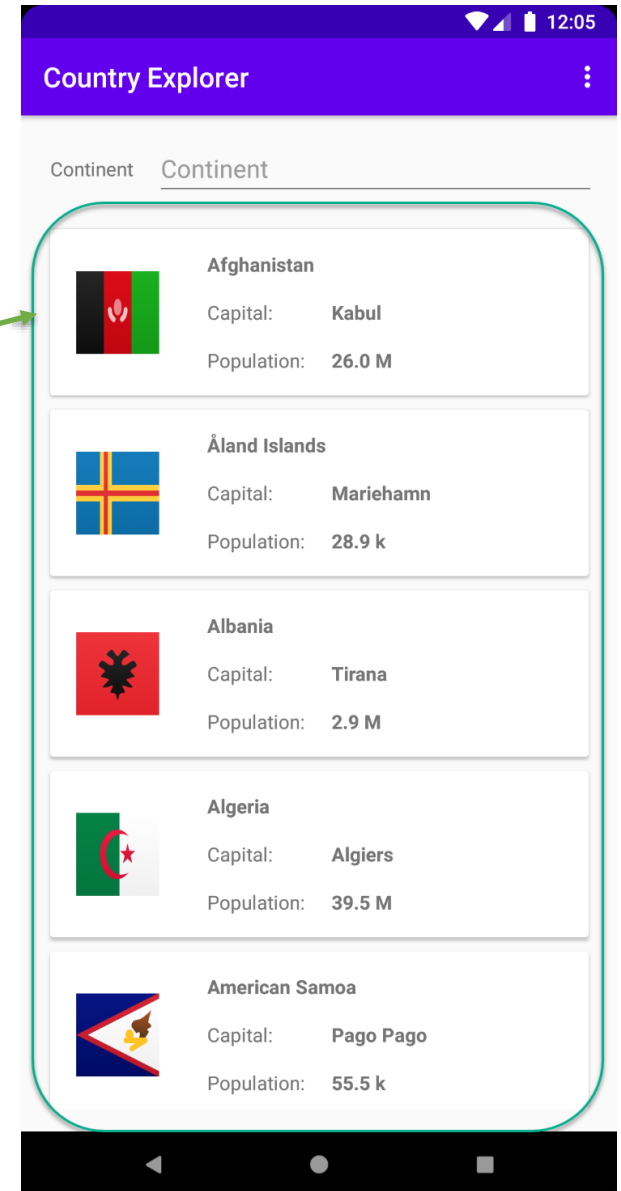 12:05
Country Explorer
Continent Continent
Afghanistan
Capital: Kabul
Population: 26.0 M
Åland Islands
Capital: Mariehamn
Population: 28.9 k
Albania
Capital: Tirana
Population: 2.9 M
Algeria
Capital: Algiers
Population: 39.5 M
American Samoa
Capital: Pago Pago
Population: 55.5 k